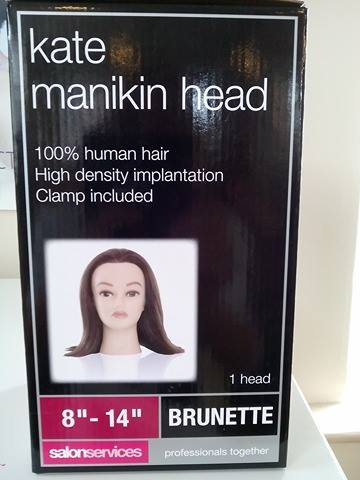 kate
manikin head
100% human hair
High density implantation
Clamp included
1 head
8"- 14" BRUNETTE
salonservices professionals together